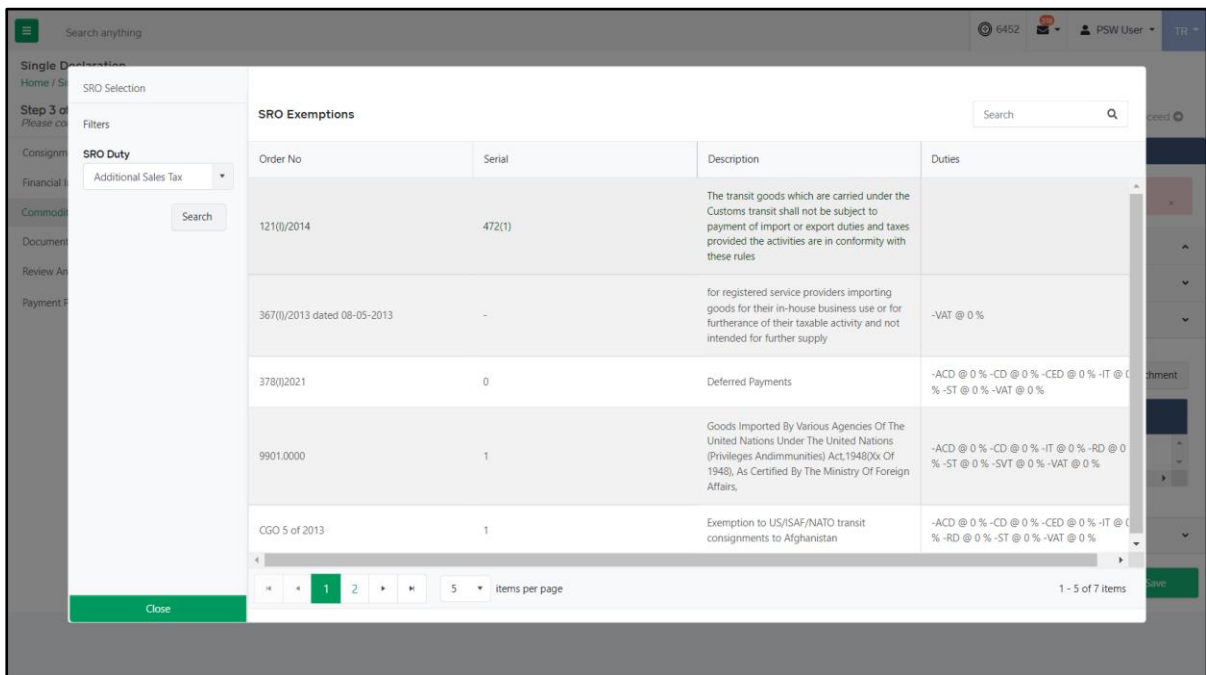 Search anything
6452
PSW User
TR
Single Declaration
Home / Si
Step 3 of
Please co
ceed
Consignm
Financial I
Commodit
Document
Review An
Payment P
SRO Selection
Filters
SRO Duty
Additional Sales Tax
Search
Close
SRO Exemptions
Search
Order No
Serial
Description
Duties
121(I)/2014
472(1)
The transit goods which are carried under the
Customs transit shall not be subject to
payment of import or export duties and taxes
provided the activities are in conformity with
these rules
367(I)/2013 dated 08-05-2013
-
for registered service providers importing
goods for their in-house business use or for
furtherance of their taxable activity and not
intended for further supply
-VAT @ 0 %
378(I)2021
0
Deferred Payments
-ACD @ 0 % -CD @ 0 % -CED @ 0 % -IT @ 0
% -ST @ 0 % -VAT @ 0 %
9901.0000
1
Goods Imported By Various Agencies Of The
United Nations Under The United Nations
(Privileges Andimmunities) Act,1948(Xx Of
1948), As Certified By The Ministry Of Foreign
Affairs,
-ACD @ 0 % -CD @ 0 % -IT @ 0 % -RD @ 0
% -ST @ 0 % -SVT @ 0 % -VAT @ 0 %
CGO 5 of 2013
1
Exemption to US/ISAF/NATO transit
consignments to Afghanistan
-ACD @ 0 % -CD @ 0 % -CED @ 0 % -IT @ 0
% -RD @ 0 % -ST @ 0 % -VAT @ 0 %
1 2
5 items per page
1 - 5 of 7 items
chment
Save